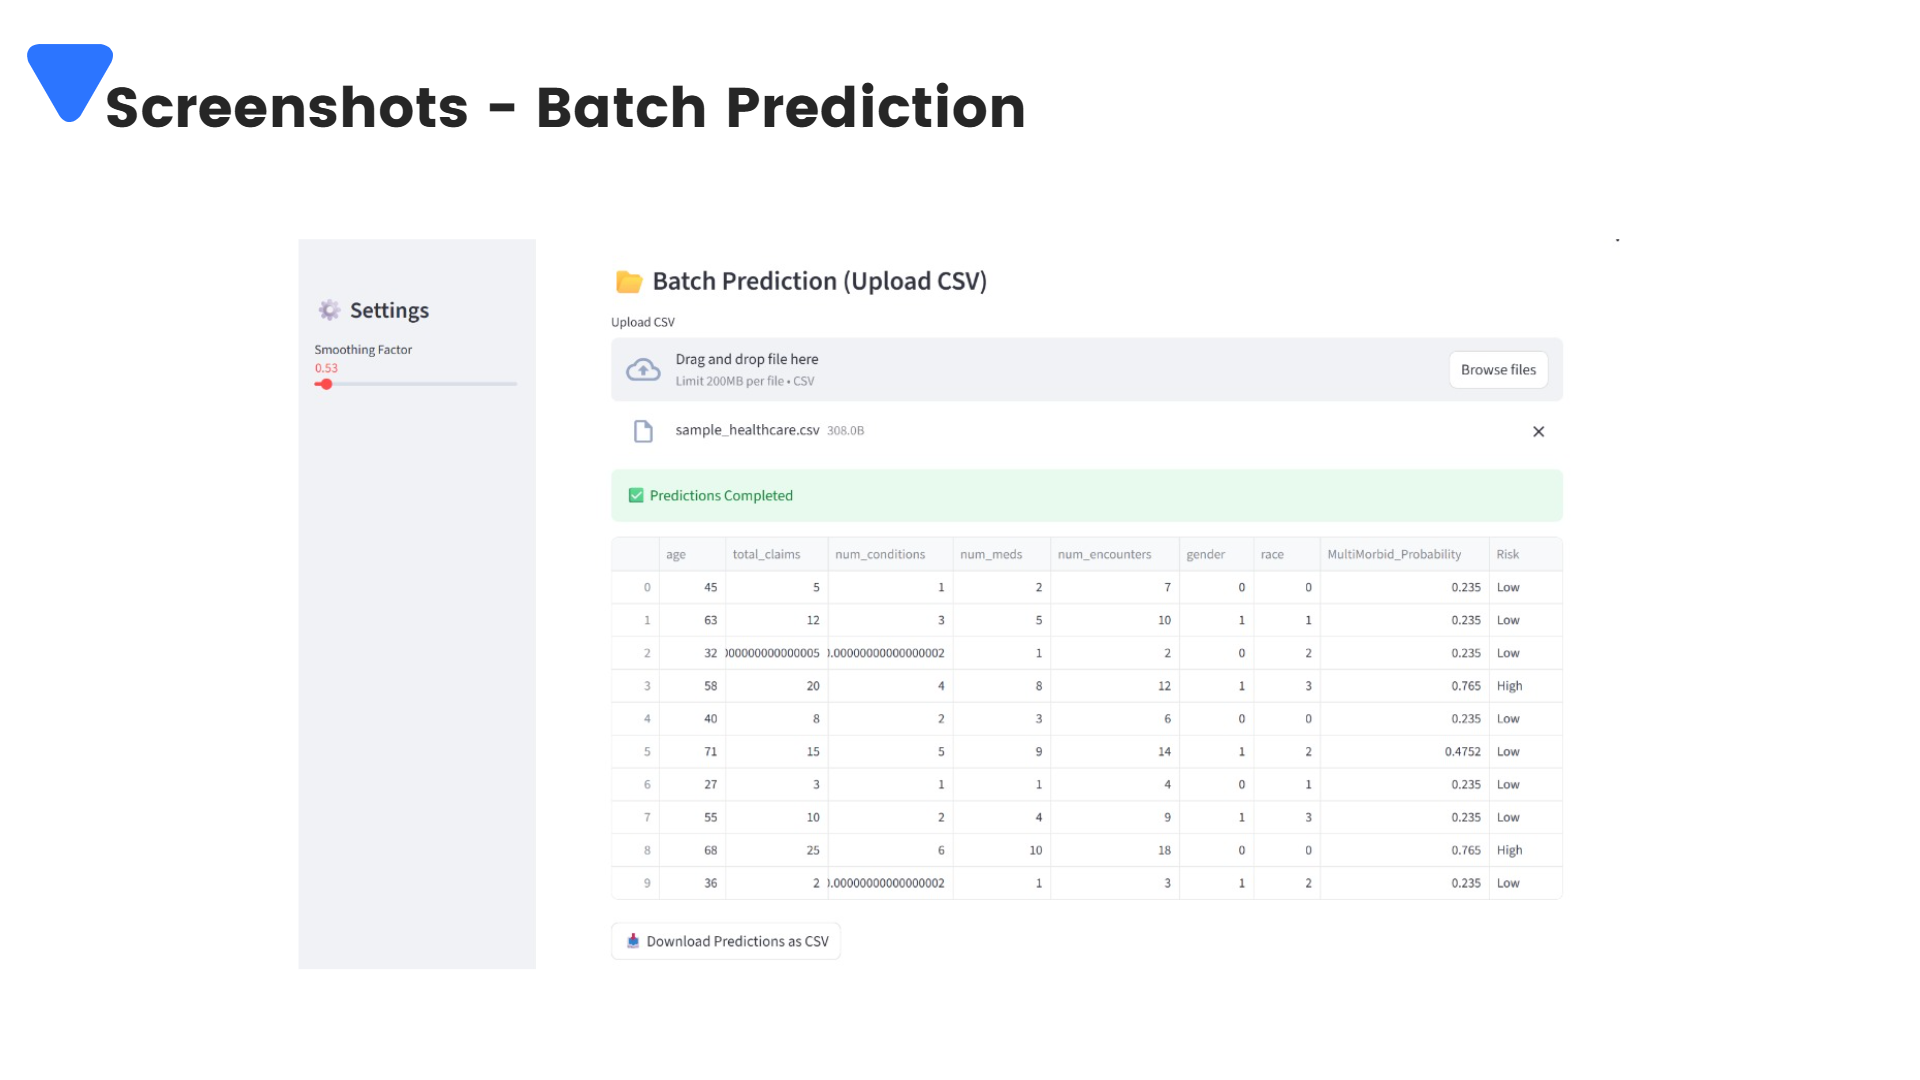 Screenshots - Batch Prediction
Settings
Smoothing Factor
0.53
Batch Prediction (Upload CSV)
Upload CSV
Drag and drop file here
Limit 200MB per file • CSV
Browse files
sample_healthcare.csv 308.0B
Predictions Completed
age total_claims num_conditions num_meds num_encounters gender race MultiMorbid_Probability Risk
0 45 5 1 2 7 0 0 0.235 Low
1 63 12 3 5 10 1 1 0.235 Low
2 32 000000000000005 .00000000000000002 1 2 0 2 0.235 Low
3 58 20 4 8 12 1 3 0.765 High
4 40 8 2 3 6 0 0 0.235 Low
5 71 15 5 9 14 1 2 0.4752 Low
6 27 3 1 1 4 0 1 0.235 Low
7 55 10 2 4 9 1 3 0.235 Low
8 68 25 6 10 18 0 0 0.765 High
9 36 2 .00000000000000002 1 3 1 2 0.235 Low
Download Predictions as CSV